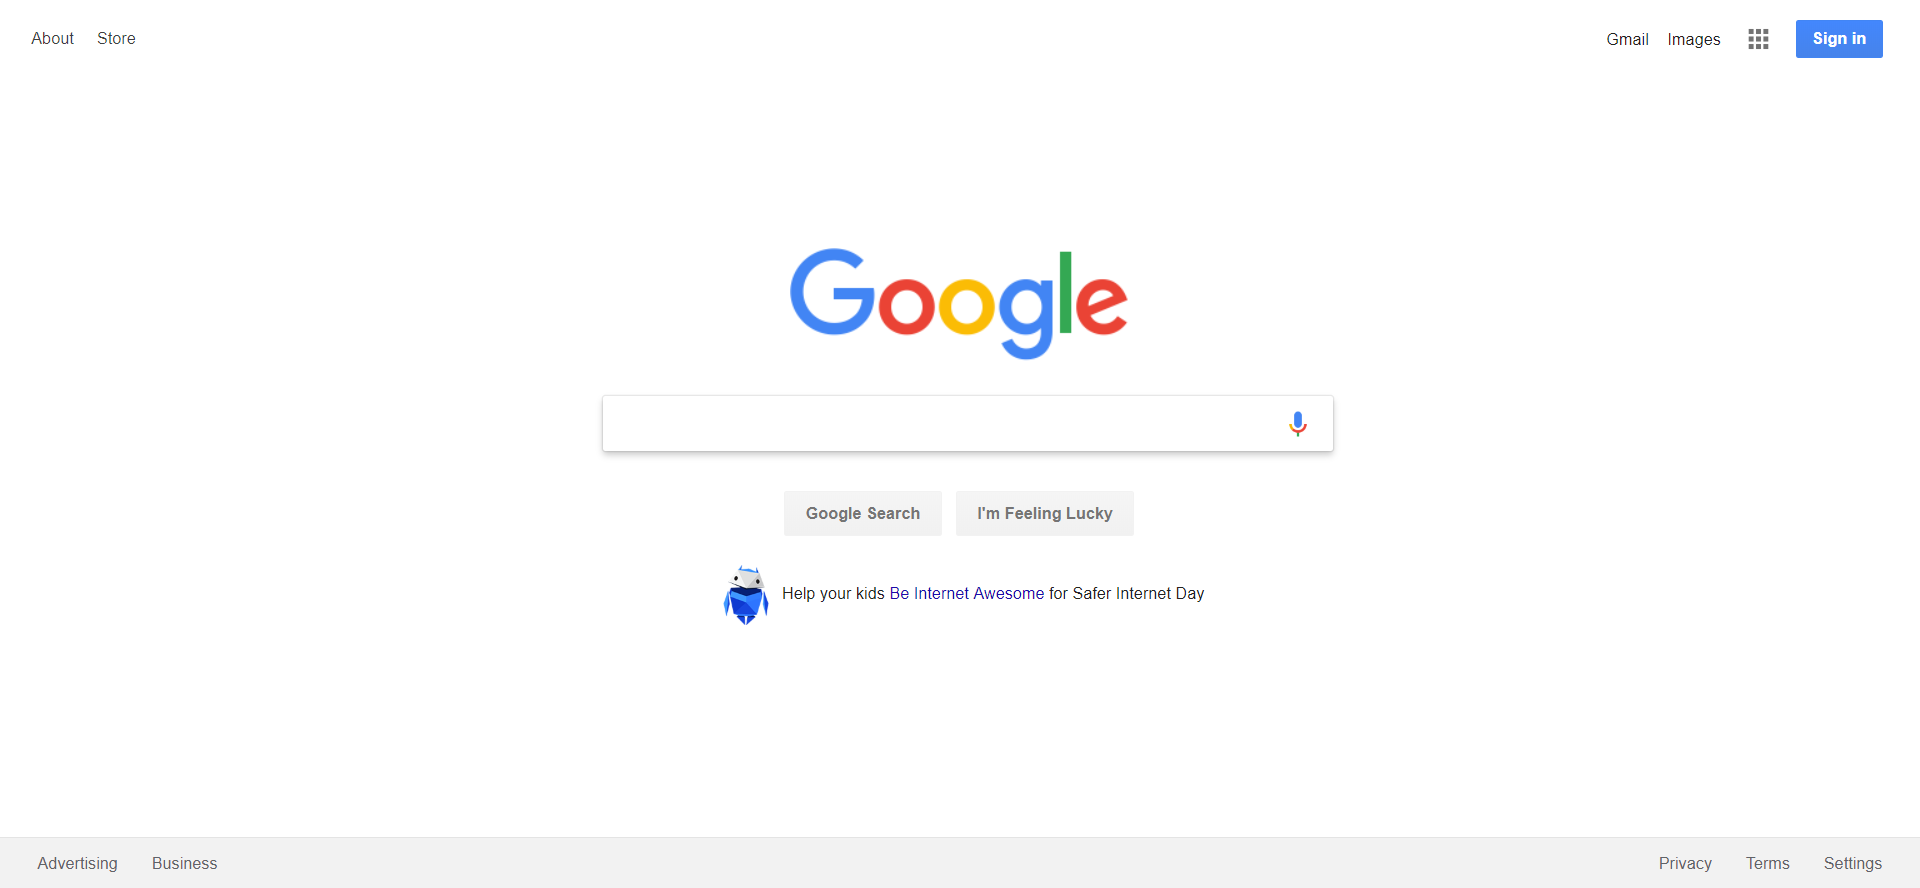 About Store Gmail Images Sign in
Google
Google Search I'm Feeling Lucky
Help your kids Be Internet Awesome for Safer Internet Day
Advertising Business Privacy Terms Settings